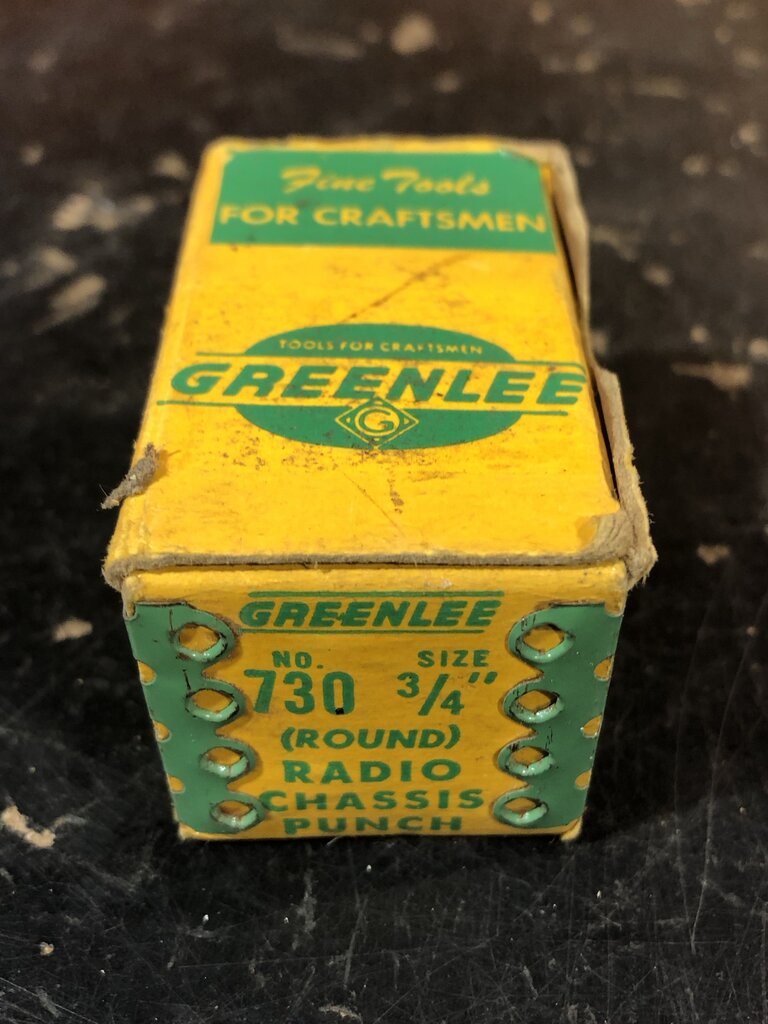 Fine Tools
FOR CRAFTSMEN
TOOLS FOR CRAFTSMEN
GREENLEE
G
GREENLEE
NO. SIZE
730 3/4"
(ROUND)
RADIO
CHASSIS
PUNCH